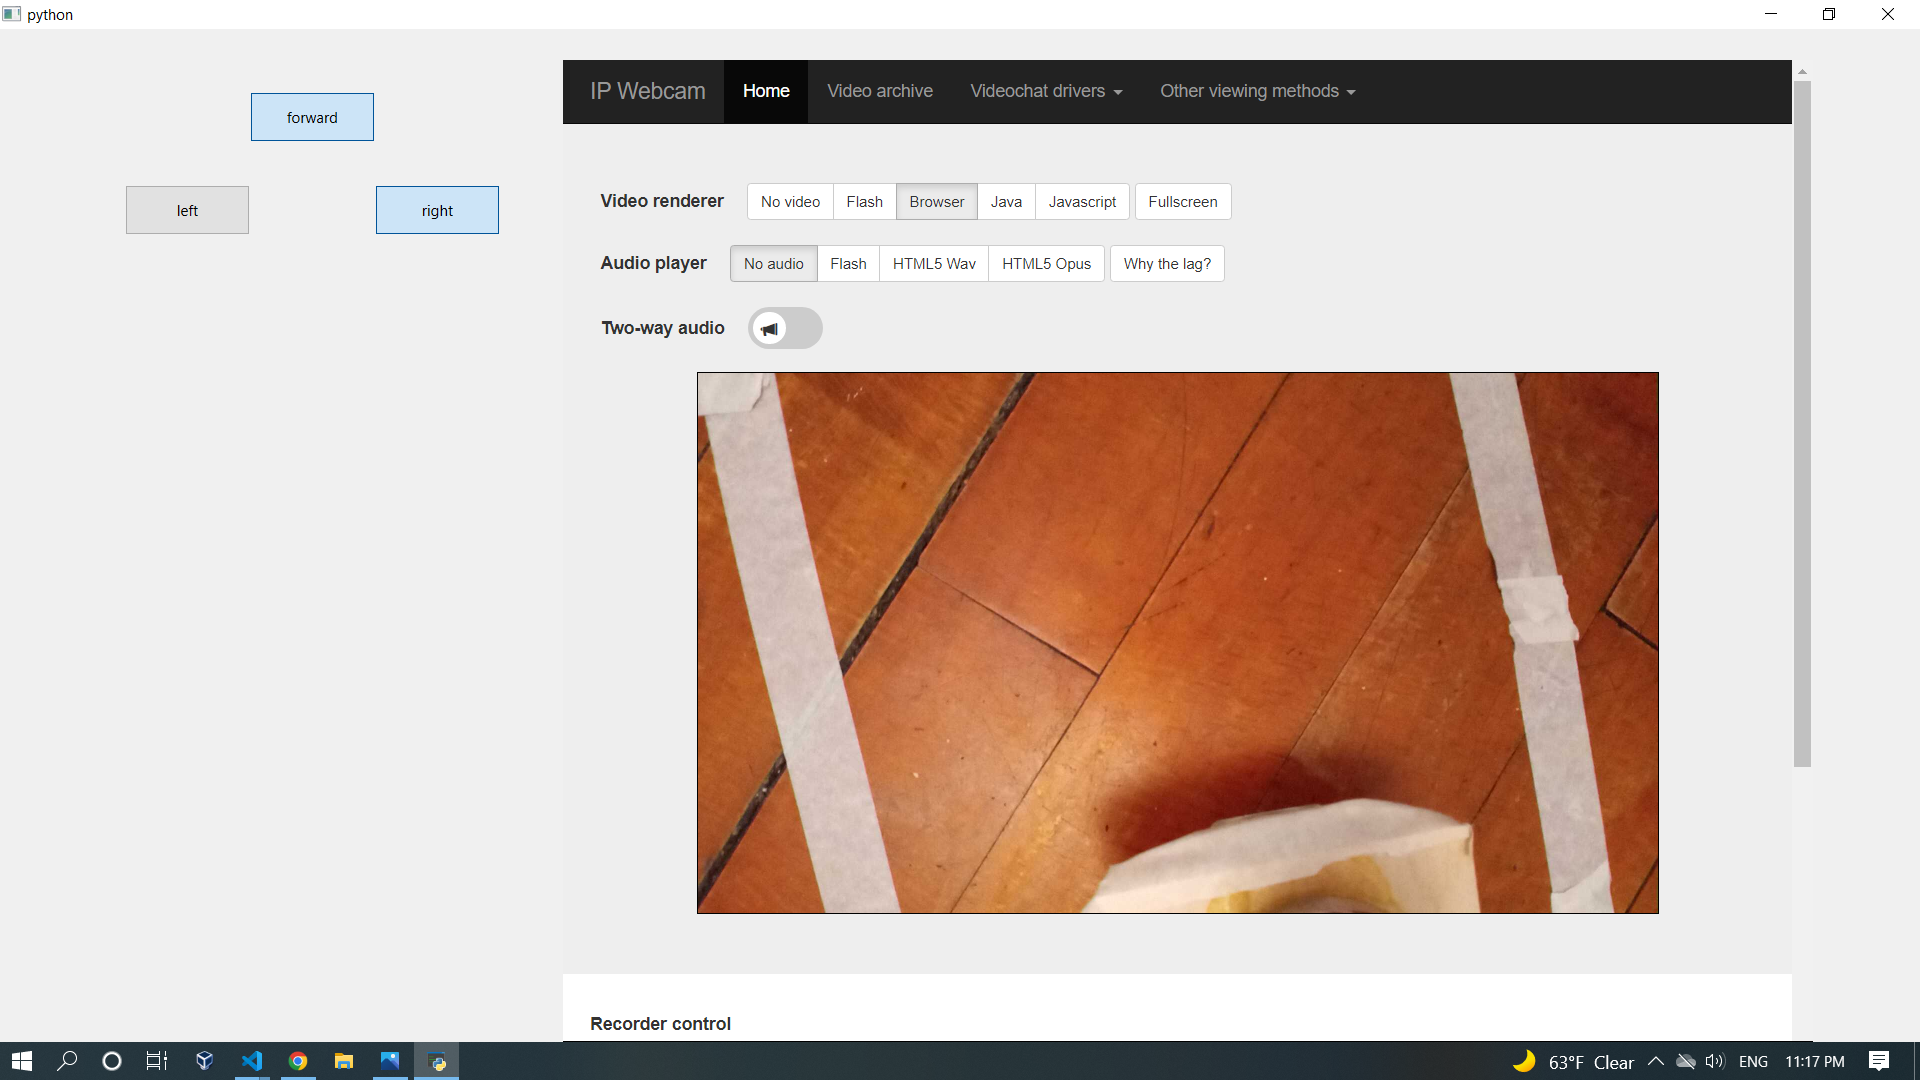 python
forward
left
right
IP Webcam Home Video archive Videochat drivers Other viewing methods
Video renderer No video Flash Browser Java Javascript Fullscreen
Audio player No audio Flash HTML5 Wav HTML5 Opus Why the lag?
Two-way audio
Recorder control
63°F Clear ENG 11:17 PM